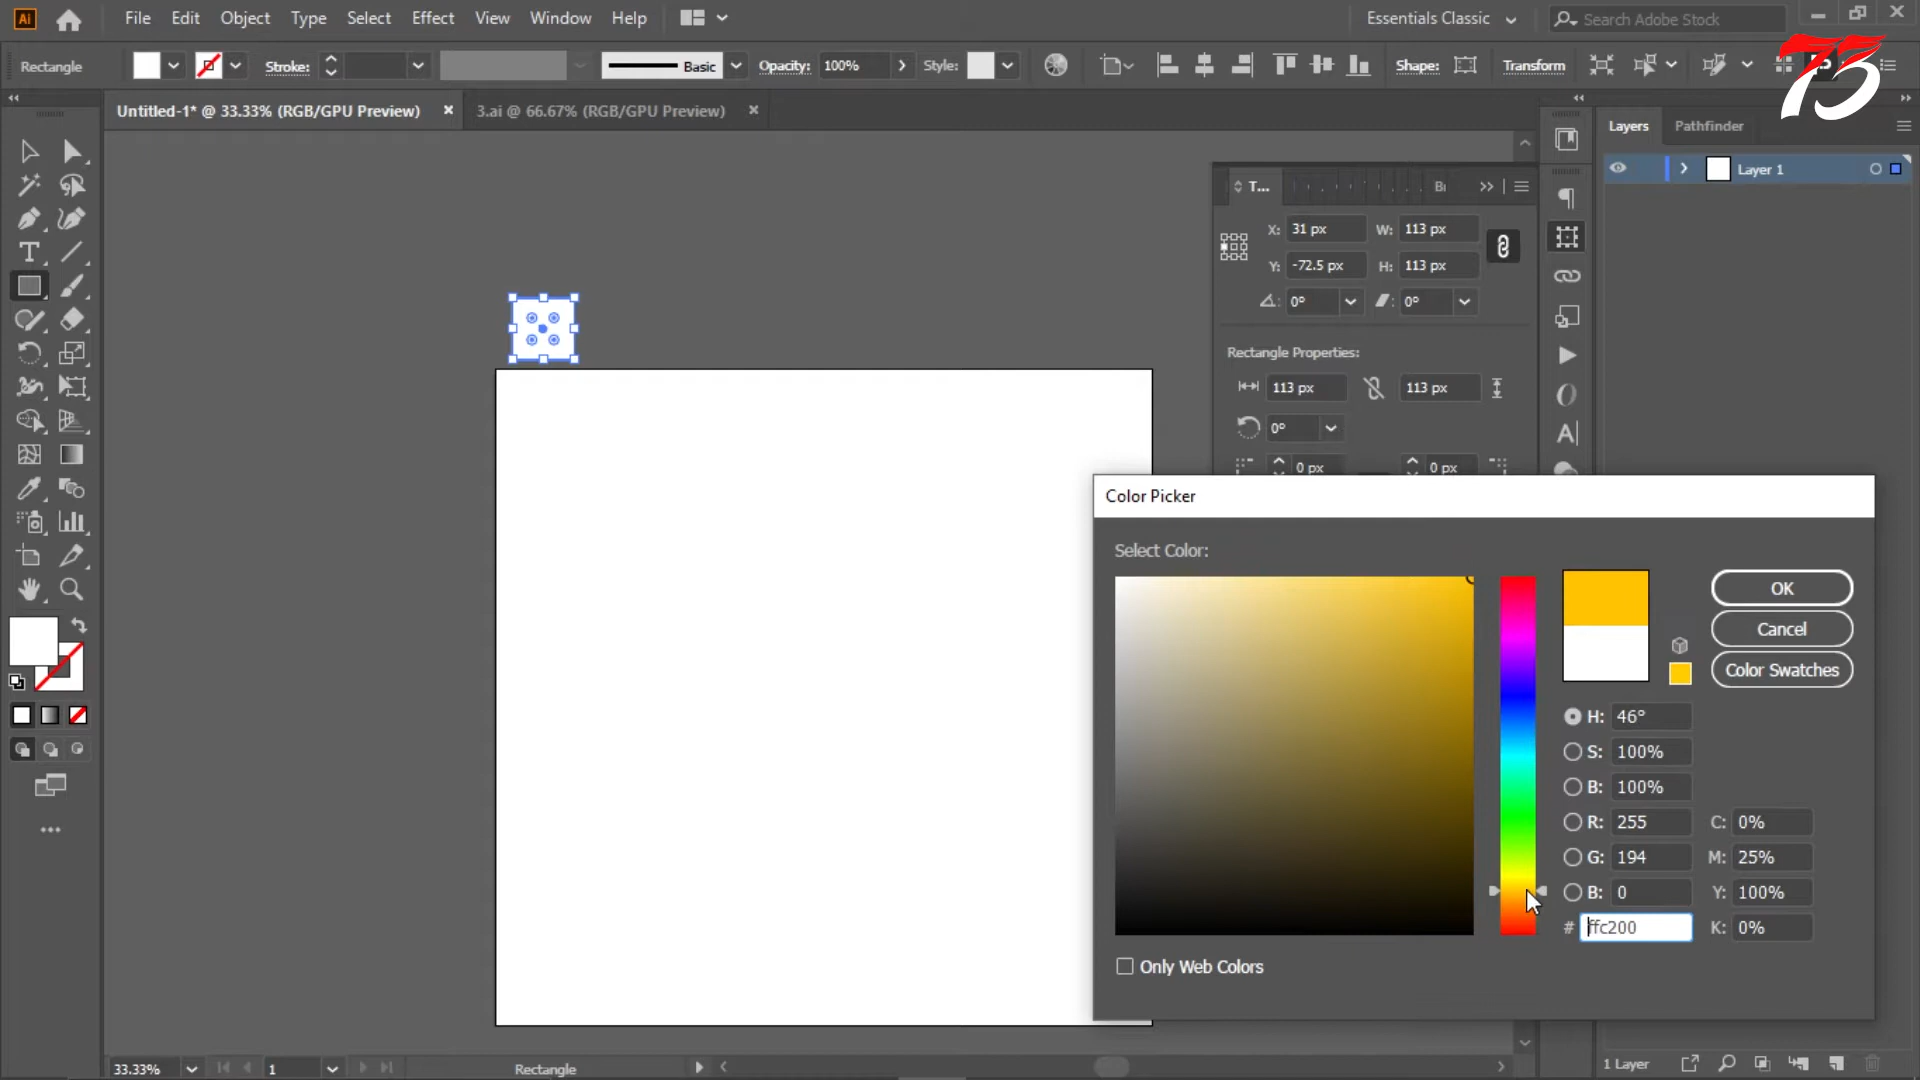 Ai File Edit Object Type Select Effect View Window Help Essentials Classic Search Adobe Stock
Rectangle Stroke: Basic Opacity: 100% Style: Shape: Transform
73
Untitled-1* @ 33.33% (RGB/GPU Preview) × 3.ai @ 66.67% (RGB/GPU Preview) ×
Layers Pathfinder
Layer 1
T...
X: 31 px W: 113 px
Y: -72.5 px H: 113 px
0° 0°
Rectangle Properties:
113 px 113 px
0°
0 px 0 px
Color Picker
Select Color:
OK
Cancel
Color Swatches
H: 46°
S: 100%
B: 100%
R: 255 C: 0%
G: 194 M: 25%
B: 0 Y: 100%
# ffc200 K: 0%
Only Web Colors
33.33% 1 Rectangle 1 Layer